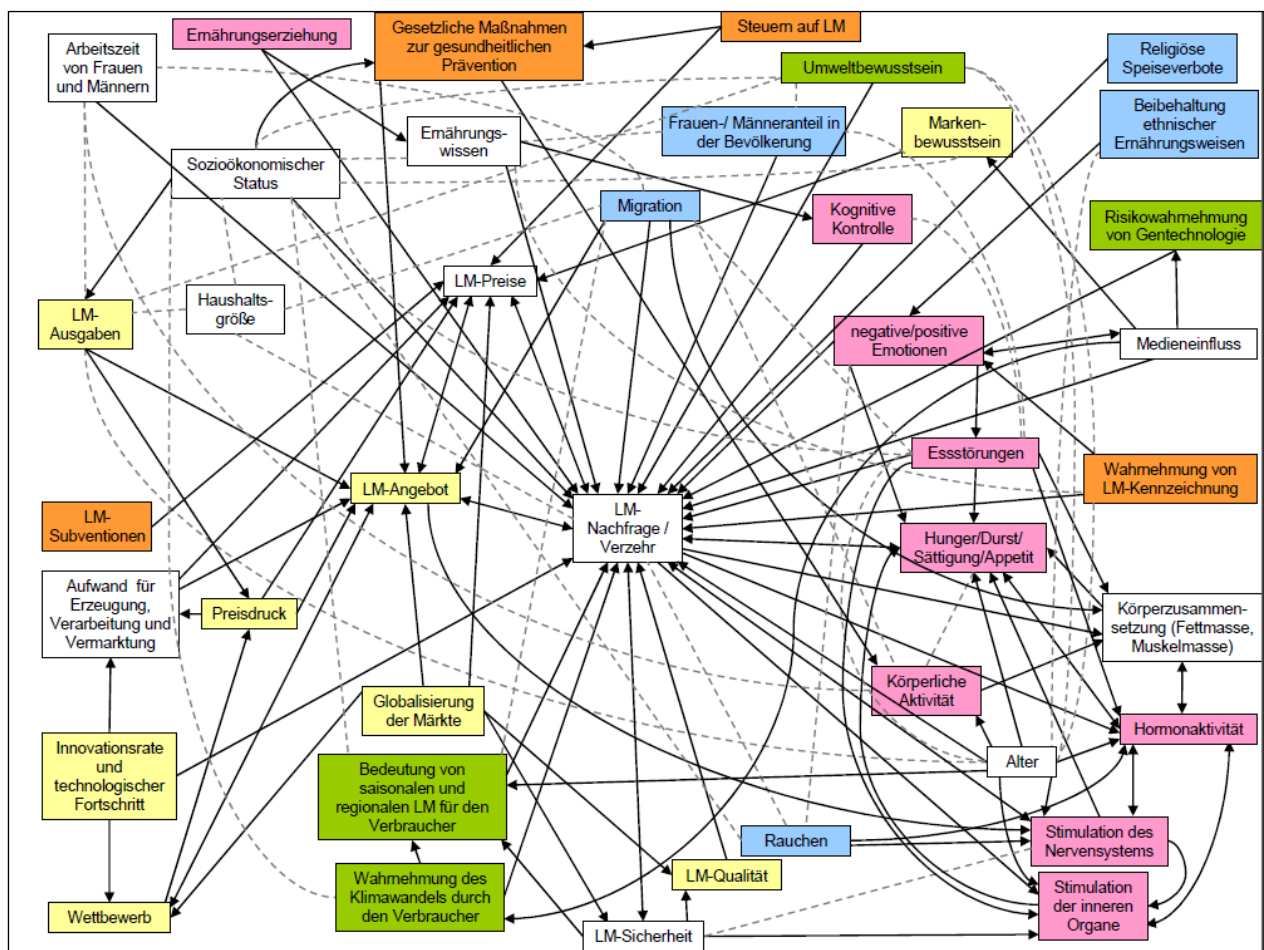 Arbeitszeit
von Frauen
und Männern
Ernährungserziehung
Gesetzliche Maßnahmen
zur gesundheitlichen
Prävention
Steuern auf LM
Umweltbewusstsein
Religiöse
Speiseverbote
Ernährungs-
wissen
Frauen-/ Männeranteil in
der Bevölkerung
Marken-
bewusstsein
Beibehaltung
ethnischer
Ernährungsweisen
Sozioökonomischer
Status
Migration
Kognitive
Kontrolle
Risikowahrnehmung
von Gentechnologie
LM-Preise
LM-
Ausgaben
Haushalts-
größe
negative/positive
Emotionen
Medieneinfluss
Essstörungen
LM-Angebot
Wahrnehmung von
LM-Kennzeichnung
LM-
Subventionen
LM-
Nachfrage /
Verzehr
Hunger/Durst/
Sättigung/Appetit
Aufwand für
Erzeugung,
Verarbeitung und
Vermarktung
Preisdruck
Körperzusammen-
setzung (Fettmasse,
Muskelmasse)
Globalisierung
der Märkte
Körperliche
Aktivität
Hormonaktivität
Innovationsrate
und
technologischer
Fortschritt
Bedeutung von
saisonalen und
regionalen LM für den
Verbraucher
Alter
Rauchen
Stimulation des
Nervensystems
Wettbewerb
Wahrnehmung des
Klimawandels durch
den Verbraucher
LM-Qualität
Stimulation
der inneren
Organe
LM-Sicherheit